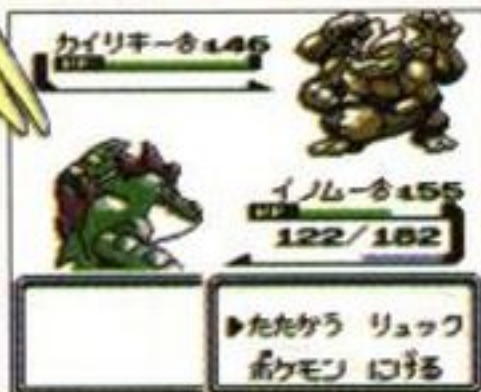 カイリキー♂ L46
HP
イノムー♂ L55
HP
122/182
▶たたかう リュック
ポケモン にげる